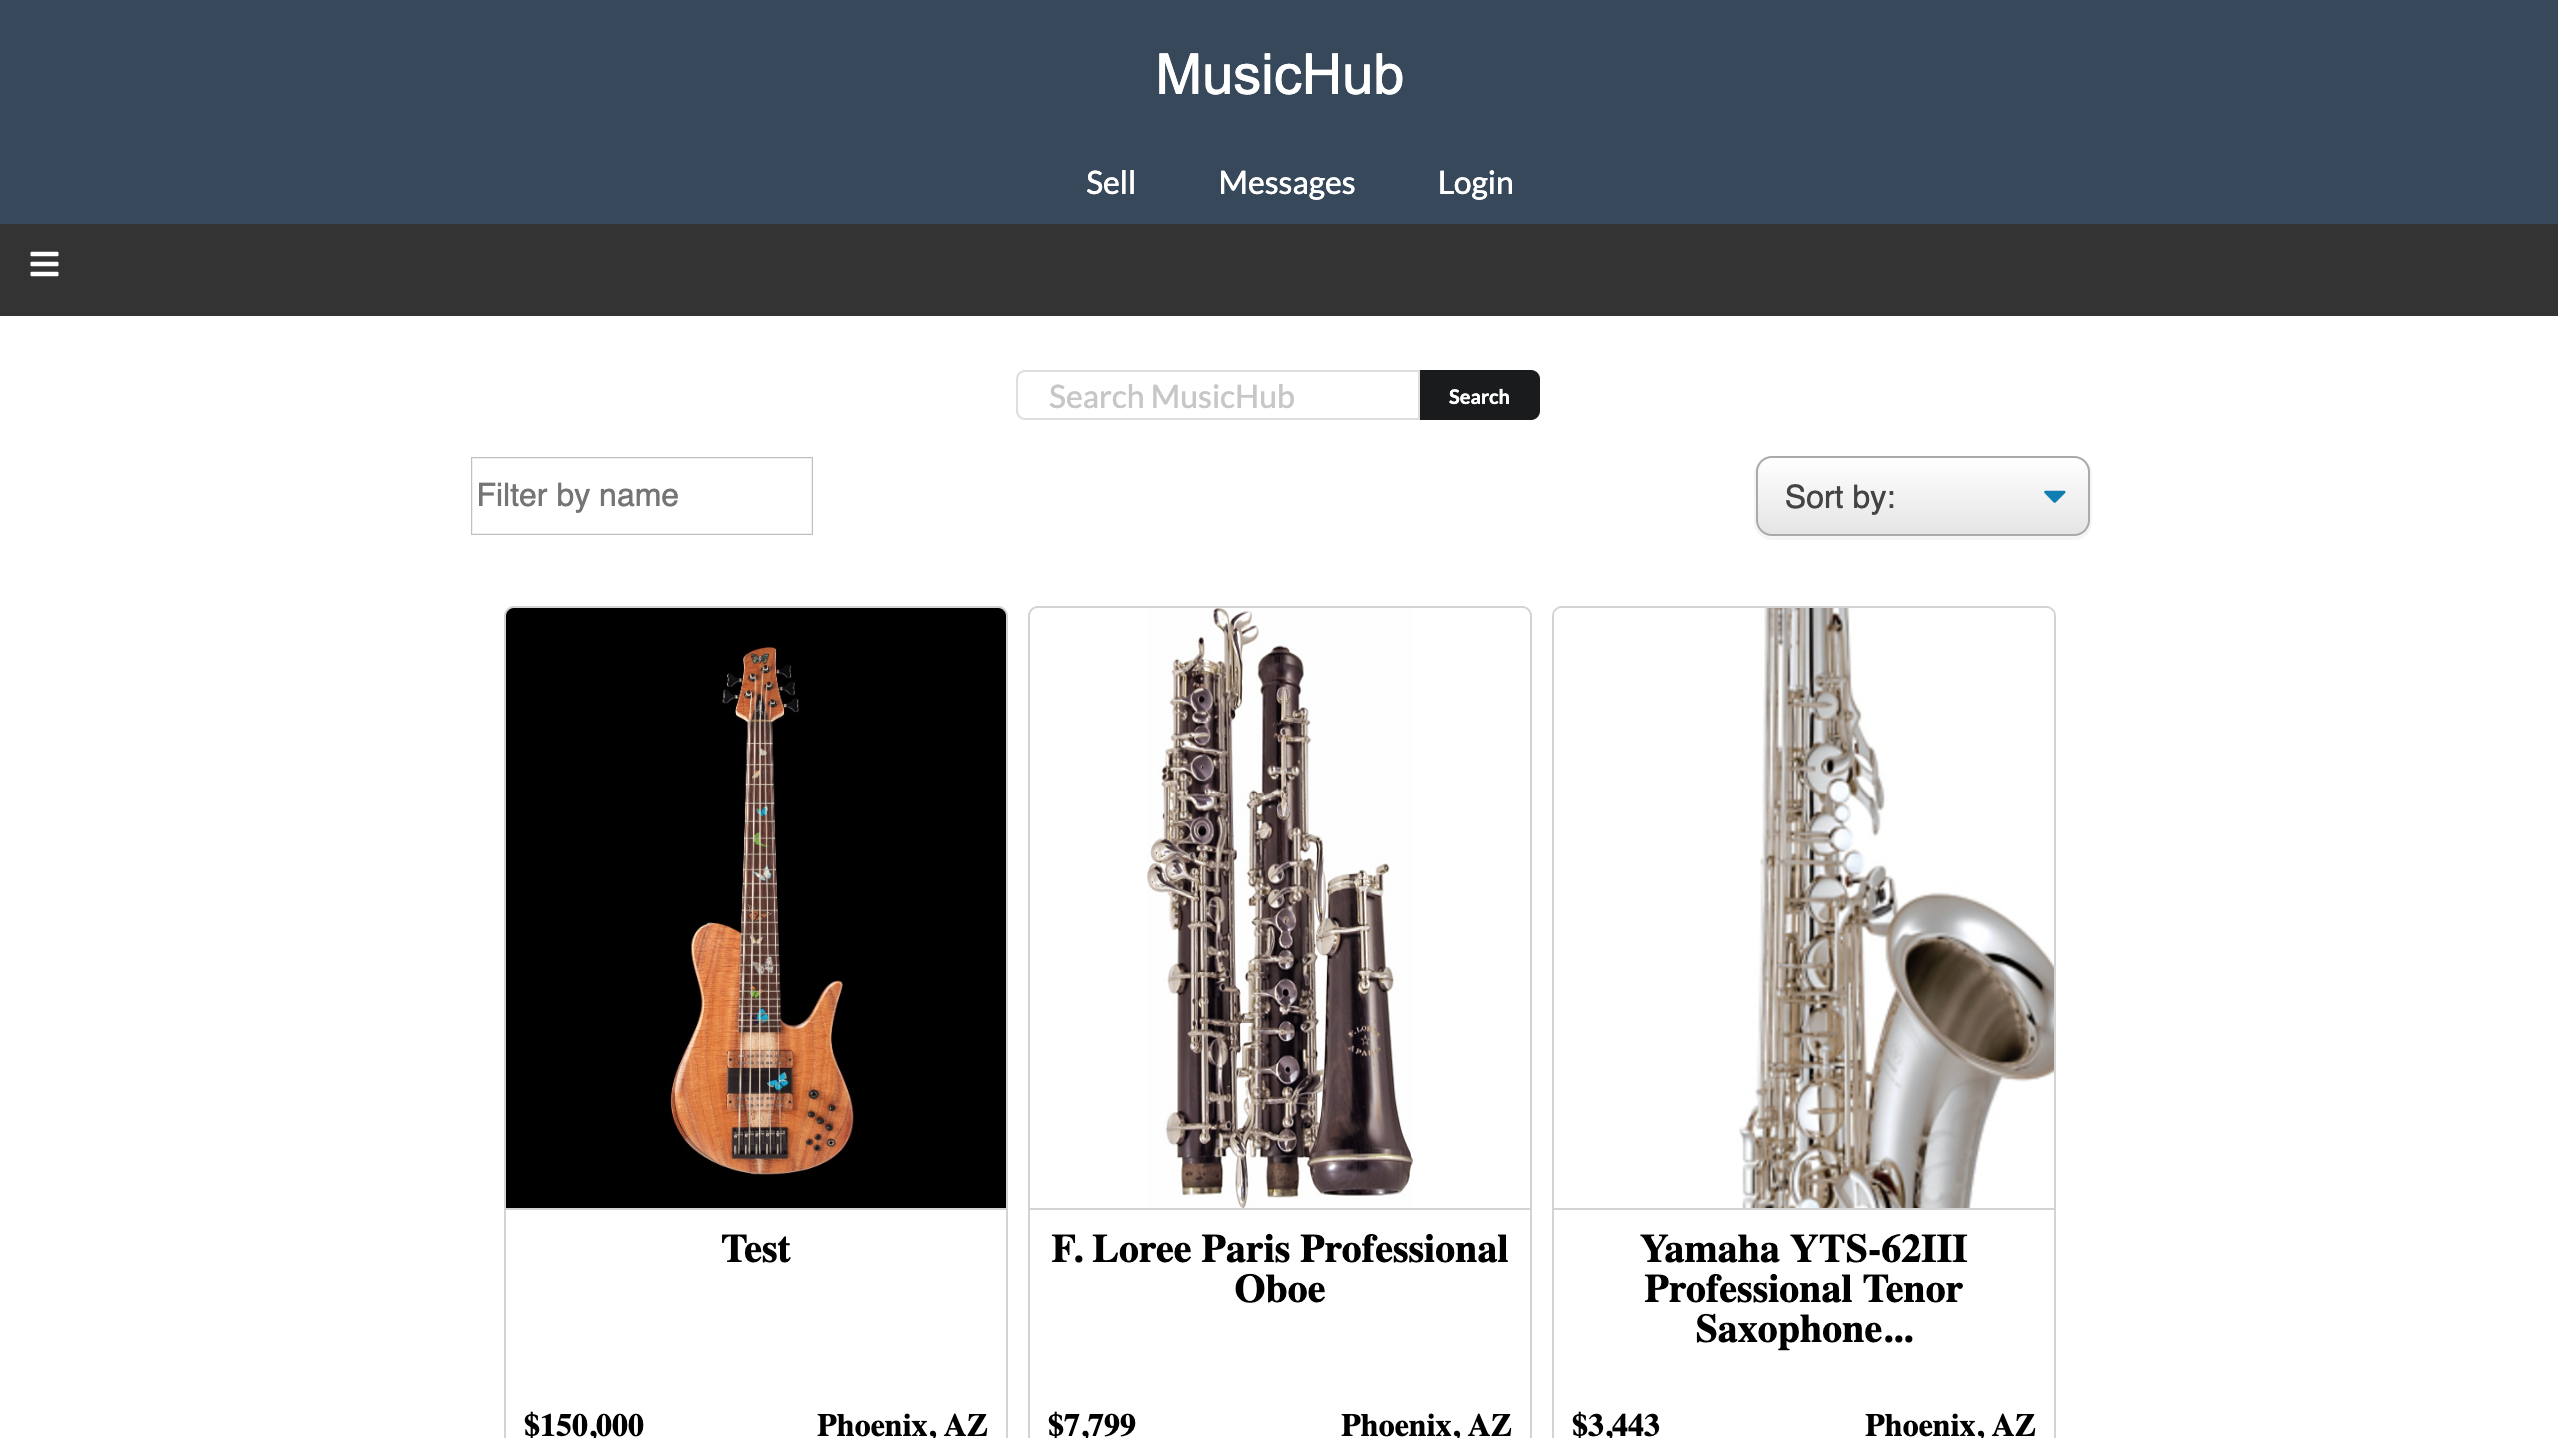 MusicHub
Sell Messages Login
Search MusicHub Search
Filter by name
Sort by:
F. LOREE
Test
F. Loree Paris Professional
Oboe
Yamaha YTS-62III
Professional Tenor
Saxophone...
$150,000 Phoenix, AZ
$7,799 Phoenix, AZ
$3,443 Phoenix, AZ